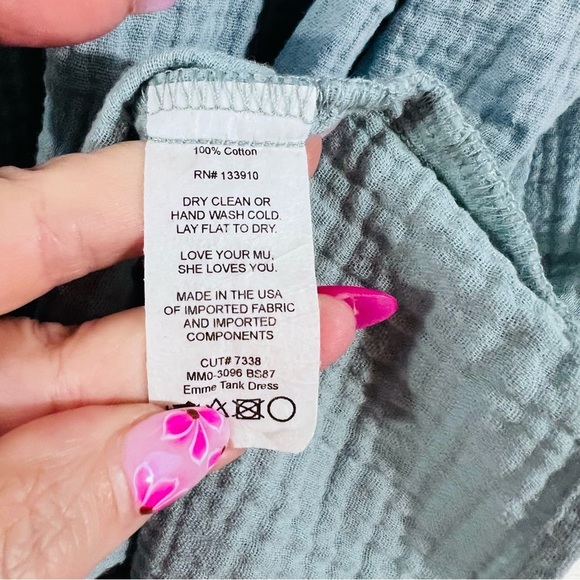 100% Cotton
RN# 133910
DRY CLEAN OR
HAND WASH COLD.
LAY FLAT TO DRY.
LOVE YOUR MU,
SHE LOVES YOU.
MADE IN THE USA
OF IMPORTED FABRIC
AND IMPORTED
COMPONENTS
CUT# 7338
MM0-3096 BS87
Emme Tank Dress